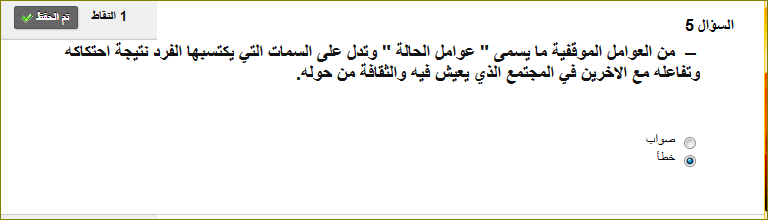 السؤال 5
1 النقاط
تم الحفظ
– من العوامل الموقفية ما يسمى " عوامل الحالة " وتدل على السمات التي يكتسبها الفرد نتيجة احتكاكه
وتفاعله مع الاخرين في المجتمع الذي يعيش فيه والثقافة من حوله.
صواب
خطأ